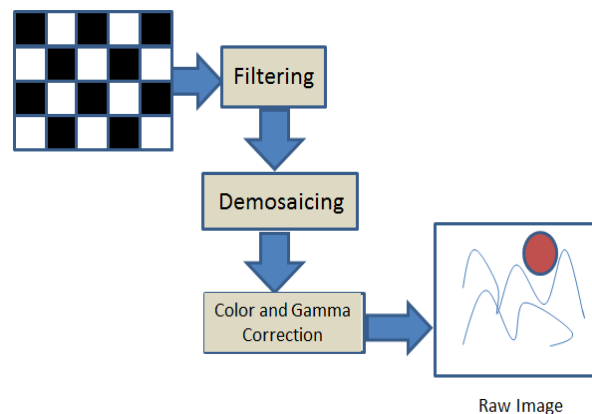 Filtering
Demosaicing
Color and Gamma
Correction
Raw Image